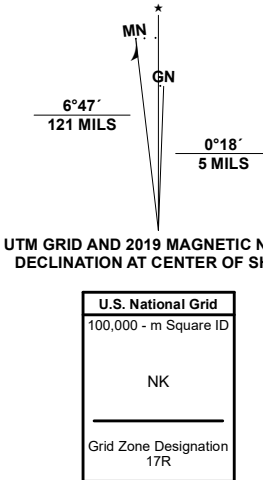 ★
MN
GN
6°47´
121 MILS
0°18´
5 MILS
UTM GRID AND 2019 MAGNETIC N
DECLINATION AT CENTER OF SH
U.S. National Grid
100,000 - m Square ID
NK
Grid Zone Designation
17R